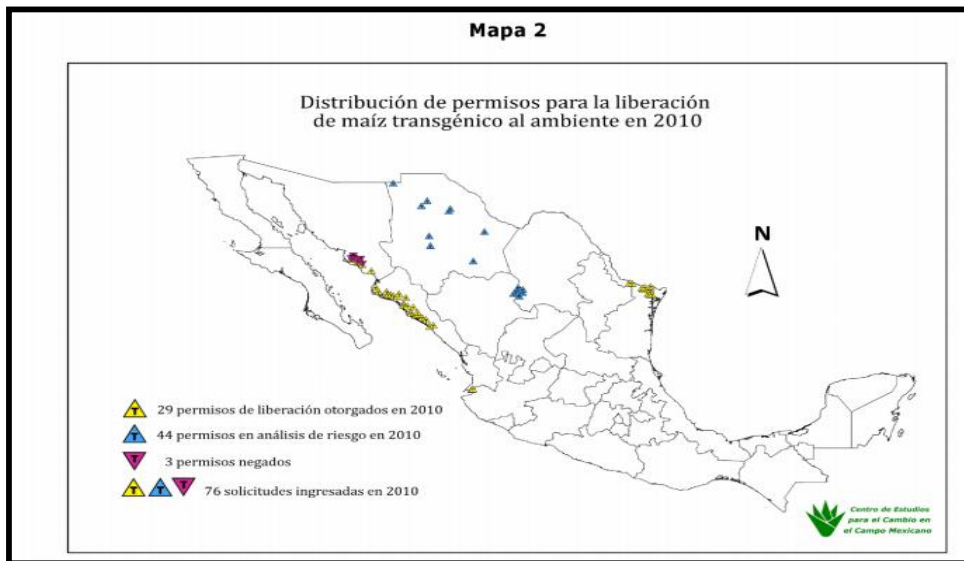 Mapa 2
Distribución de permisos para la liberación
de maíz transgénico al ambiente en 2010
N
T 29 permisos de liberación otorgados en 2010
T 44 permisos en análisis de riesgo en 2010
T 3 permisos negados
T T T 76 solicitudes ingresadas en 2010
Centro de Estudios
para el Cambio en
el Campo Mexicano